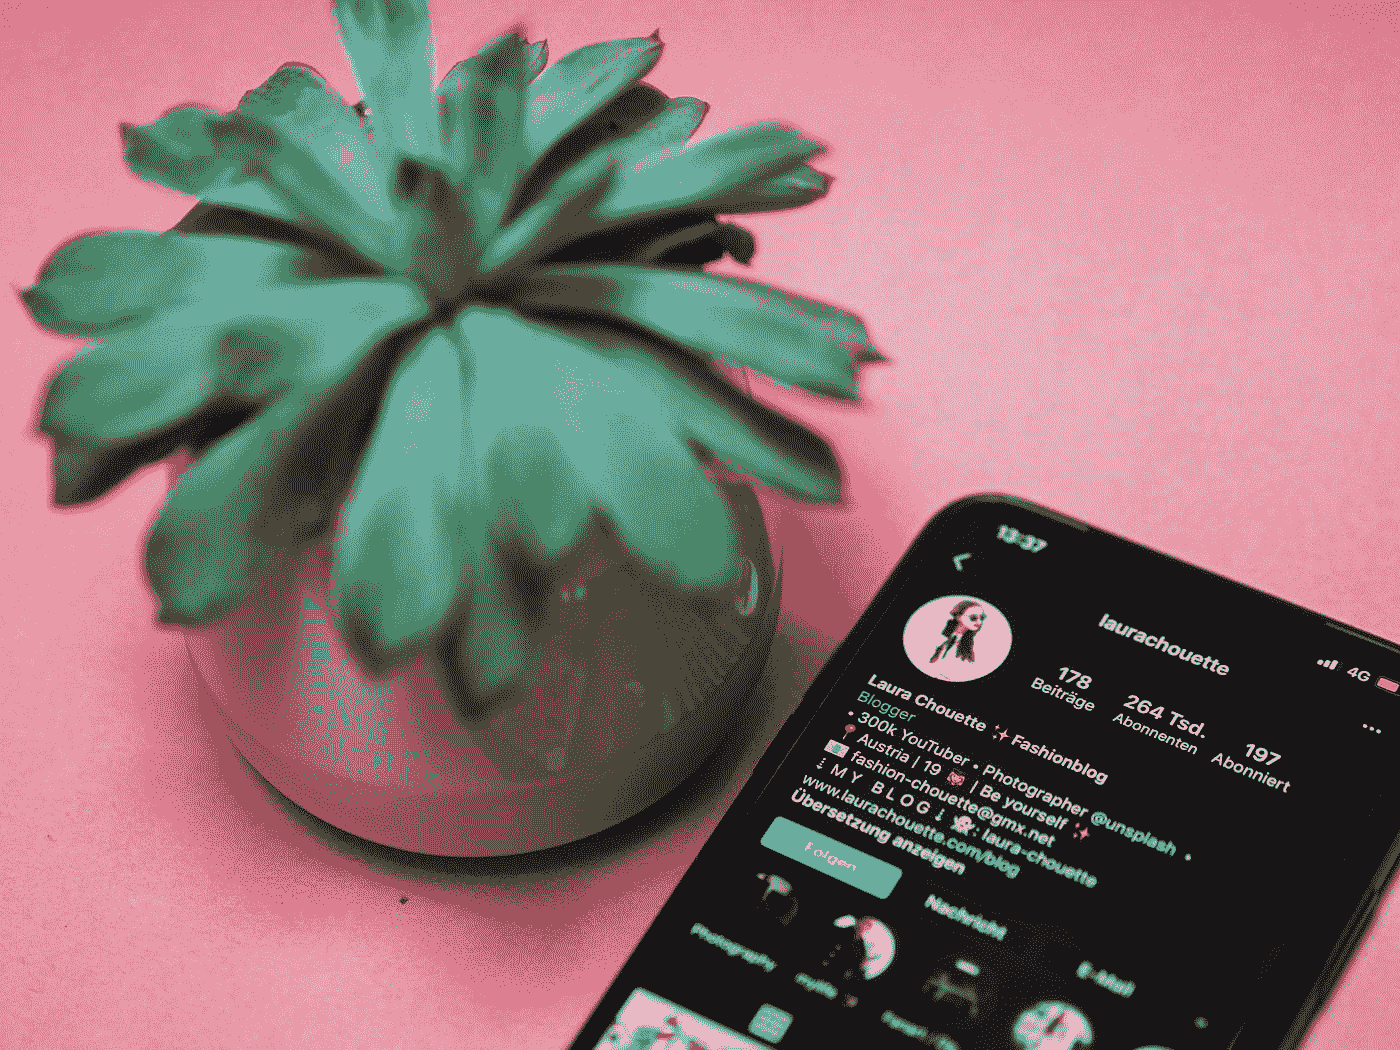 13:37
4G
laurachouette
178
Beiträge
264 Tsd.
Abonnenten
197
Abonniert
Laura Chouette ✨Fashionblog
Blogger
• 300k YouTuber • Photographer @unsplash •
📍 Austria | 19 🦉 | Be yourself ✨
📧 fashion-chouette@gmx.net
⋮ M Y B L O G ⋮ 👻: laura-chouette
www.laurachouette.com/blog
Übersetzung anzeigen
Folgen
Nachricht
E-Mail
Photography